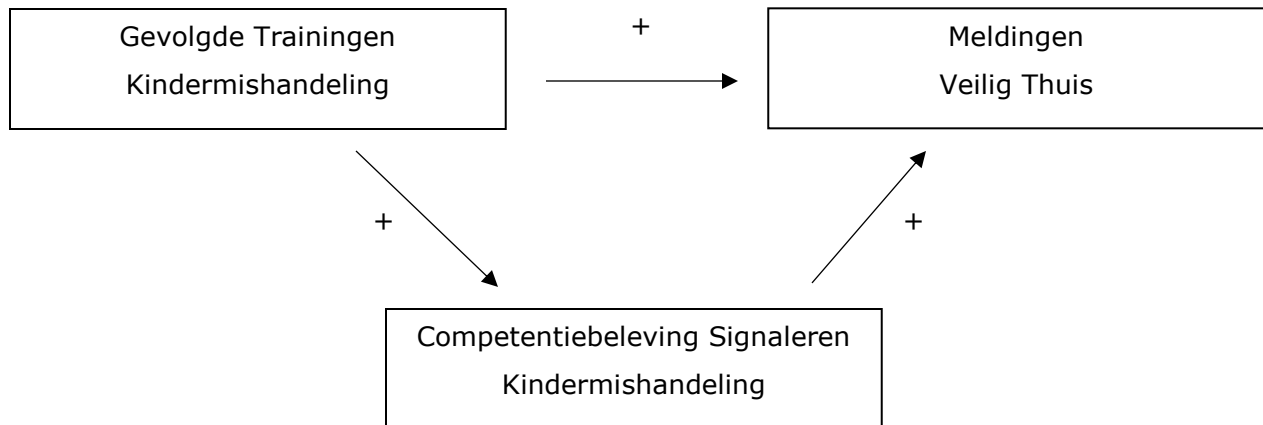 Gevolgde Trainingen
Kindermishandeling
+
Meldingen
Veilig Thuis
+
+
Competentiebeleving Signaleren
Kindermishandeling